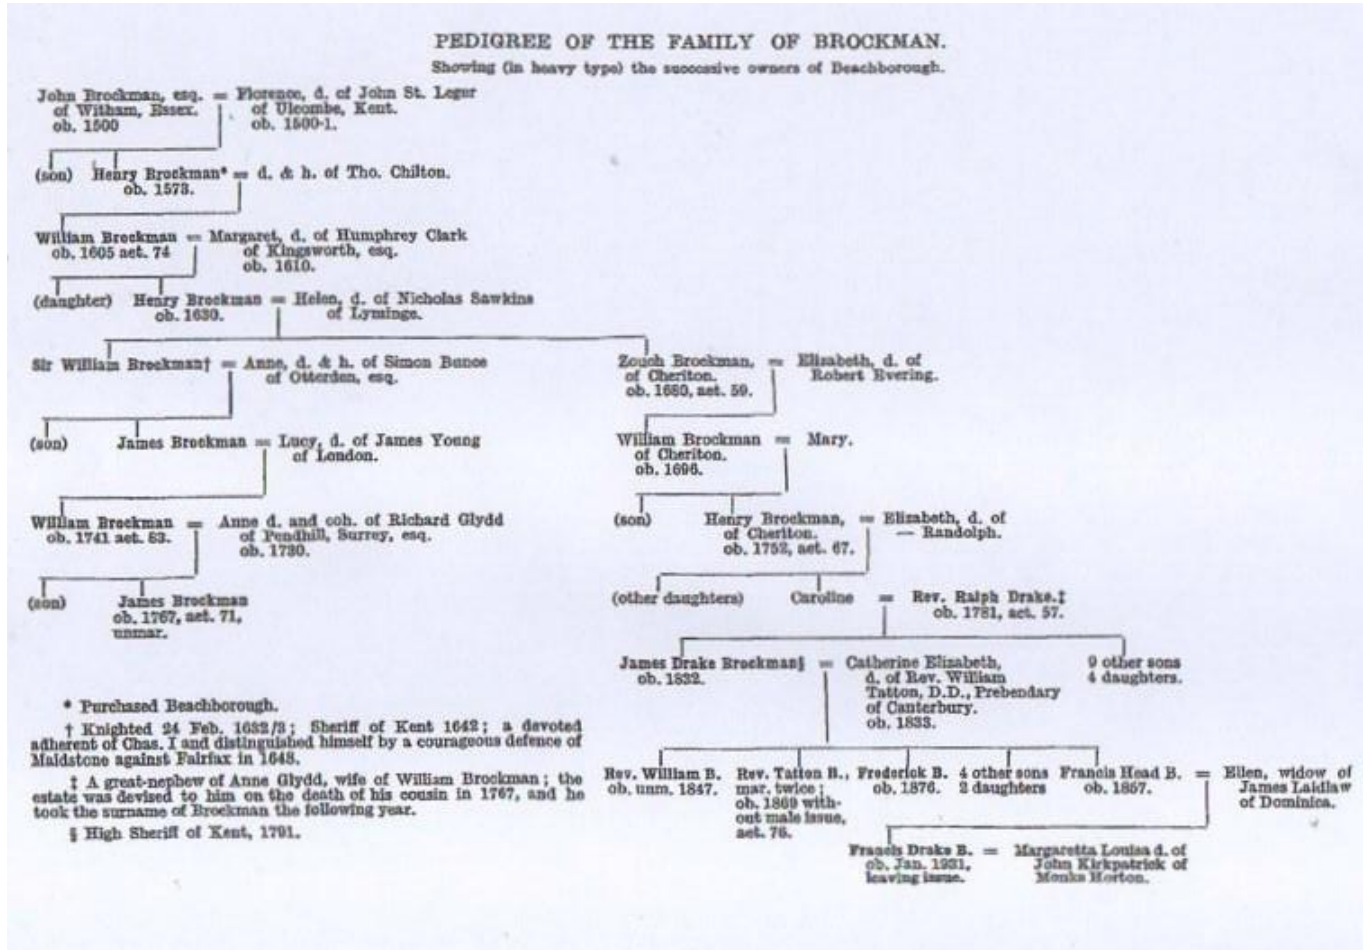 PEDIGREE OF THE FAMILY OF BROCKMAN.
Showing (in heavy type) the successive owners of Beachborough.
John Brockman, esq. = Florence, d. of John St. Leger
of Witham, Essex. of Ulcombe, Kent.
ob. 1500 ob. 1500-1.
(son) Henry Brockman* = d. & h. of Tho. Chilton.
ob. 1573.
William Brockman = Margaret, d. of Humphrey Clark
ob. 1605 aet. 74 of Kingsworth, esq.
ob. 1610.
(daughter) Henry Brockman = Helen, d. of Nicholas Sawkins
ob. 1630. of Lyminge.
Sir William Brockman† = Anne, d. & h. of Simon Bunce
of Otterden, esq.
Zouch Brockman, = Elizabeth, d. of
of Cheriton. Robert Evering.
ob. 1680, aet. 59.
(son) James Brockman = Lucy, d. of James Young
of London.
William Brockman = Mary.
of Cheriton.
ob. 1696.
William Brockman = Anne d. and coh. of Richard Glydd
ob. 1741 aet. 83. of Pendhill, Surrey, esq.
ob. 1730.
(son) Henry Brockman, = Elizabeth, d. of
of Cheriton. — Randolph.
ob. 1752, aet. 67.
(son) James Brockman
ob. 1767, aet. 71,
unmar.
(other daughters) Caroline = Rev. Ralph Drake.‡
ob. 1781, aet. 57.
James Drake Brockman§ = Catherine Elizabeth, 9 other sons
ob. 1832. d. of Rev. William 4 daughters.
Tatton, D.D., Prebendary
of Canterbury.
ob. 1833.
* Purchased Beachborough.
† Knighted 24 Feb. 1632/3; Sheriff of Kent 1642; a devoted
adherent of Chas. I and distinguished himself by a courageous defence of
Maidstone against Fairfax in 1648.
‡ A great-nephew of Anne Glydd, wife of William Brockman; the
estate was devised to him on the death of his cousin in 1767, and he
took the surname of Brockman the following year.
§ High Sheriff of Kent, 1791.
Rev. William B. Rev. Tatton B., Frederick B. 4 other sons Francis Head B. = Ellen, widow of
ob. unm. 1847. mar. twice; ob. 1876. 2 daughters ob. 1857. James Laidlaw
ob. 1869 with- of Dominica.
out male issue,
aet. 76.
Francis Drake B. = Margaretta Louisa d. of
ob. Jan. 1931, John Kirkpatrick of
leaving issue. Monks Horton.